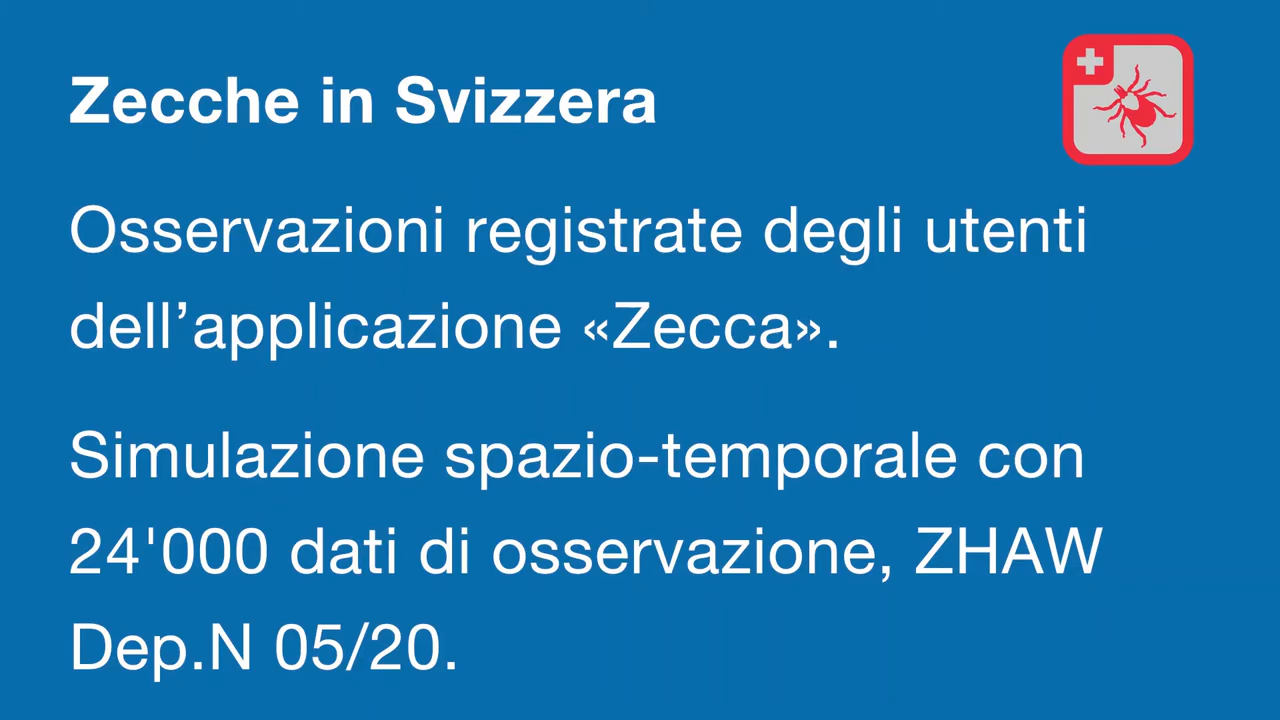 Zecche in Svizzera
Osservazioni registrate degli utenti
dell’applicazione «Zecca».
Simulazione spazio-temporale con
24'000 dati di osservazione, ZHAW
Dep.N 05/20.